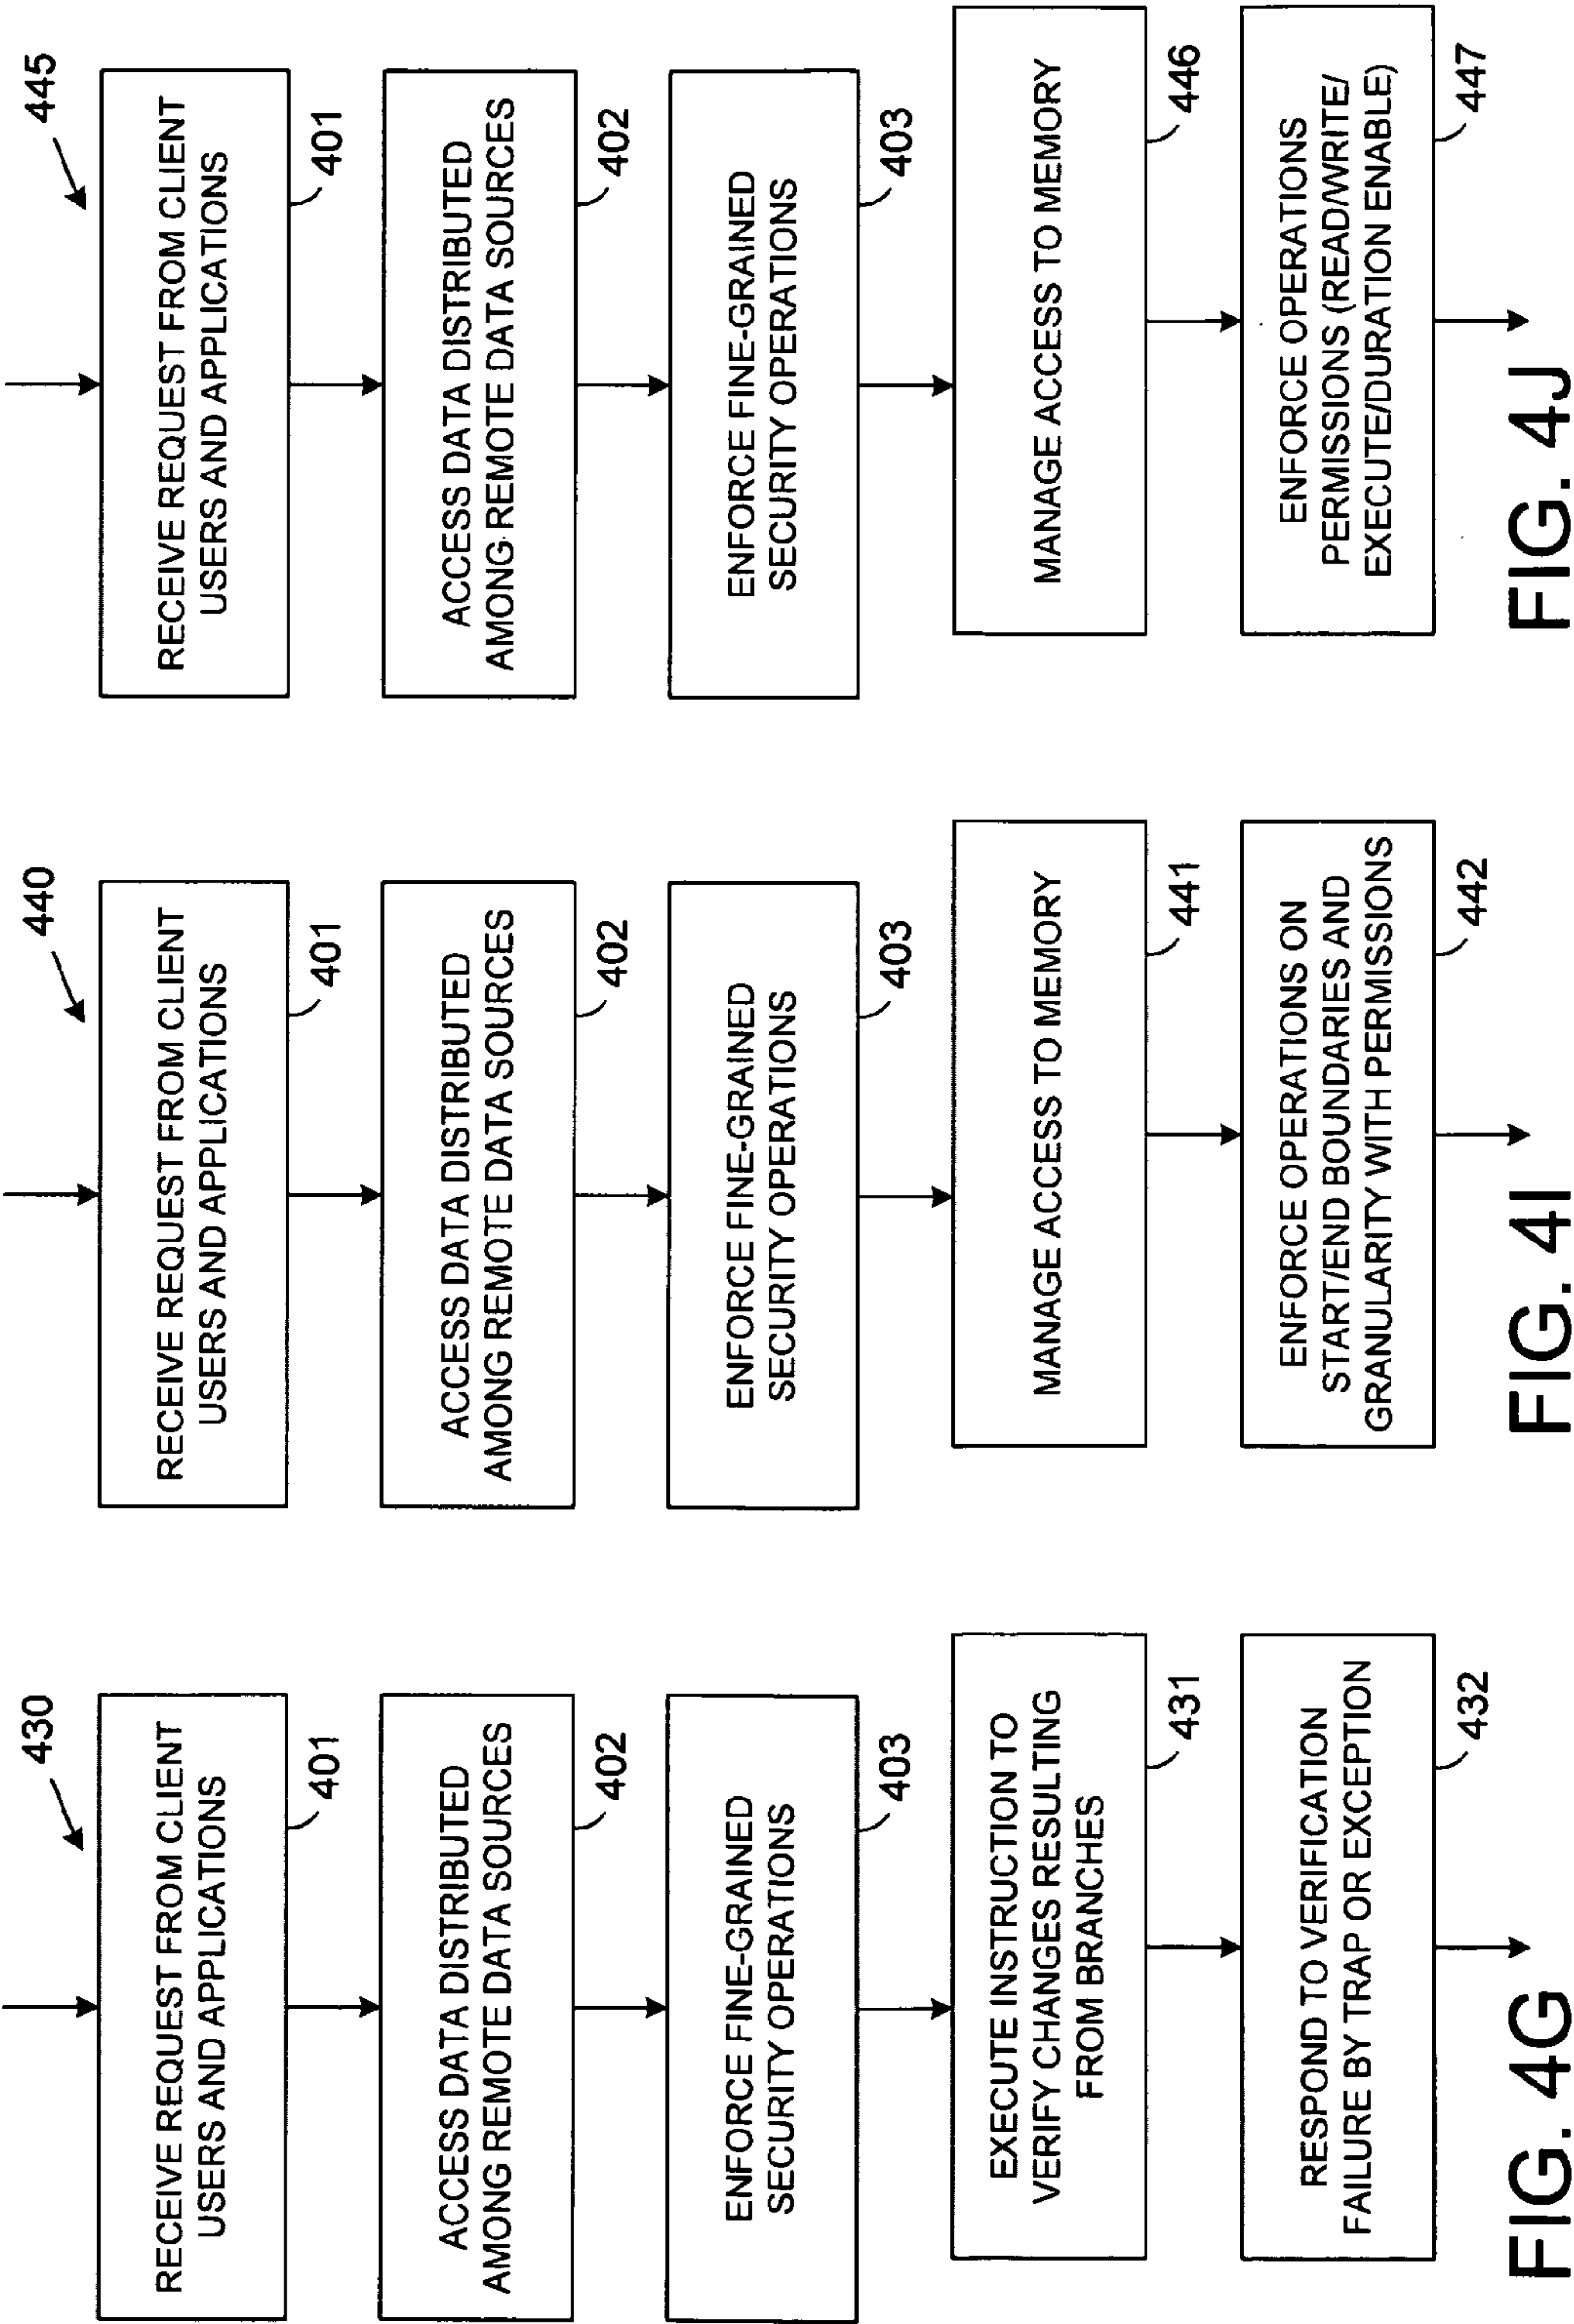 430
RECEIVE REQUEST FROM CLIENT
USERS AND APPLICATIONS
401
ACCESS DATA DISTRIBUTED
AMONG REMOTE DATA SOURCES
402
ENFORCE FINE-GRAINED
SECURITY OPERATIONS
403
EXECUTE INSTRUCTION TO
VERIFY CHANGES RESULTING
FROM BRANCHES
431
RESPOND TO VERIFICATION
FAILURE BY TRAP OR EXCEPTION
432
FIG. 4G
440
RECEIVE REQUEST FROM CLIENT
USERS AND APPLICATIONS
401
ACCESS DATA DISTRIBUTED
AMONG REMOTE DATA SOURCES
402
ENFORCE FINE-GRAINED
SECURITY OPERATIONS
403
MANAGE ACCESS TO MEMORY
441
ENFORCE OPERATIONS ON
START/END BOUNDARIES AND
GRANULARITY WITH PERMISSIONS
442
FIG. 4I
445
RECEIVE REQUEST FROM CLIENT
USERS AND APPLICATIONS
401
ACCESS DATA DISTRIBUTED
AMONG REMOTE DATA SOURCES
402
ENFORCE FINE-GRAINED
SECURITY OPERATIONS
403
MANAGE ACCESS TO MEMORY
446
ENFORCE OPERATIONS
PERMISSIONS (READ/WRITE/
EXECUTE/DURATION ENABLE)
447
FIG. 4J